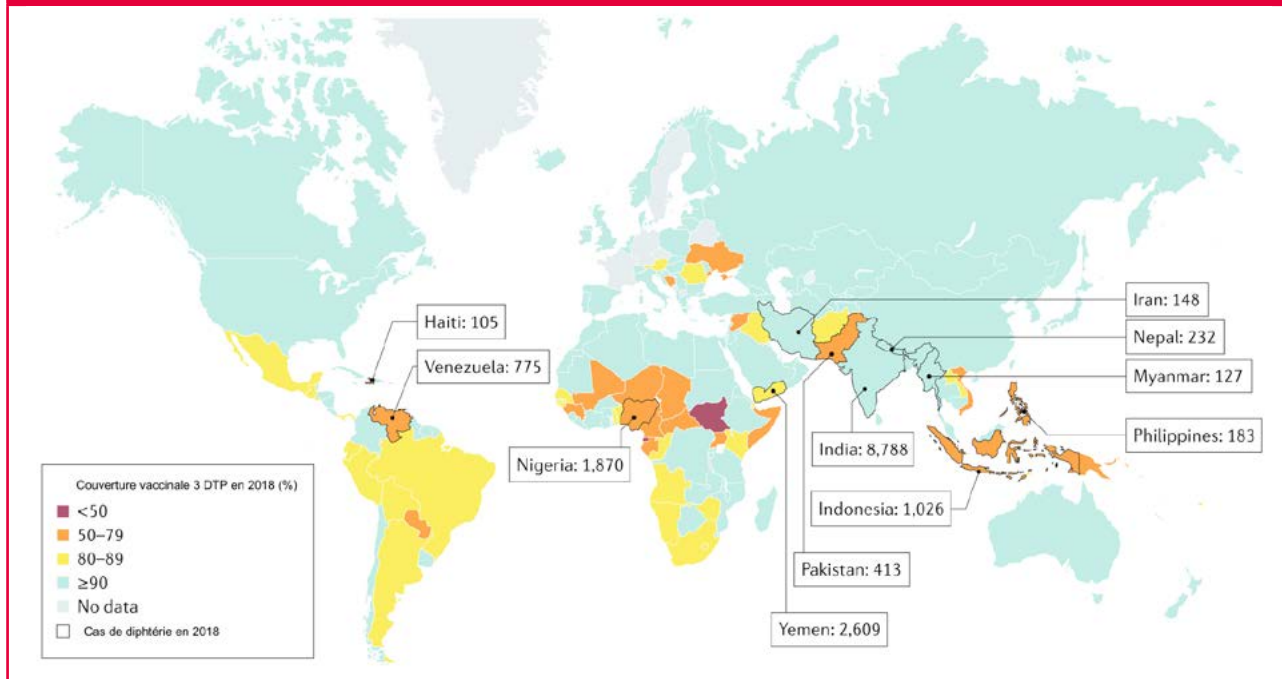 Haiti: 105
Venezuela: 775
Nigeria: 1,870
Iran: 148
Nepal: 232
Myanmar: 127
Philippines: 183
India: 8,788
Indonesia: 1,026
Pakistan: 413
Yemen: 2,609
Couverture vaccinale 3 DTP en 2018 (%)
<50
50–79
80–89
≥90
No data
Cas de diphtérie en 2018